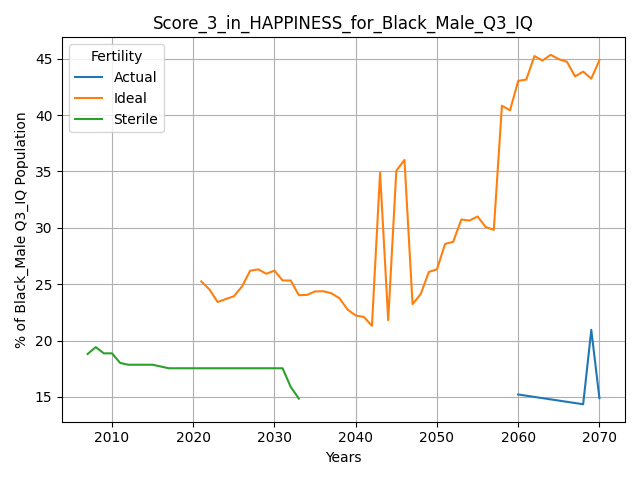 Score_3_in_HAPPINESS_for_Black_Male_Q3_IQ
Fertility
Actual
Ideal
Sterile
% of Black_Male Q3_IQ Population
45
40
35
30
25
20
15
2010 2020 2030 2040 2050 2060 2070
Years